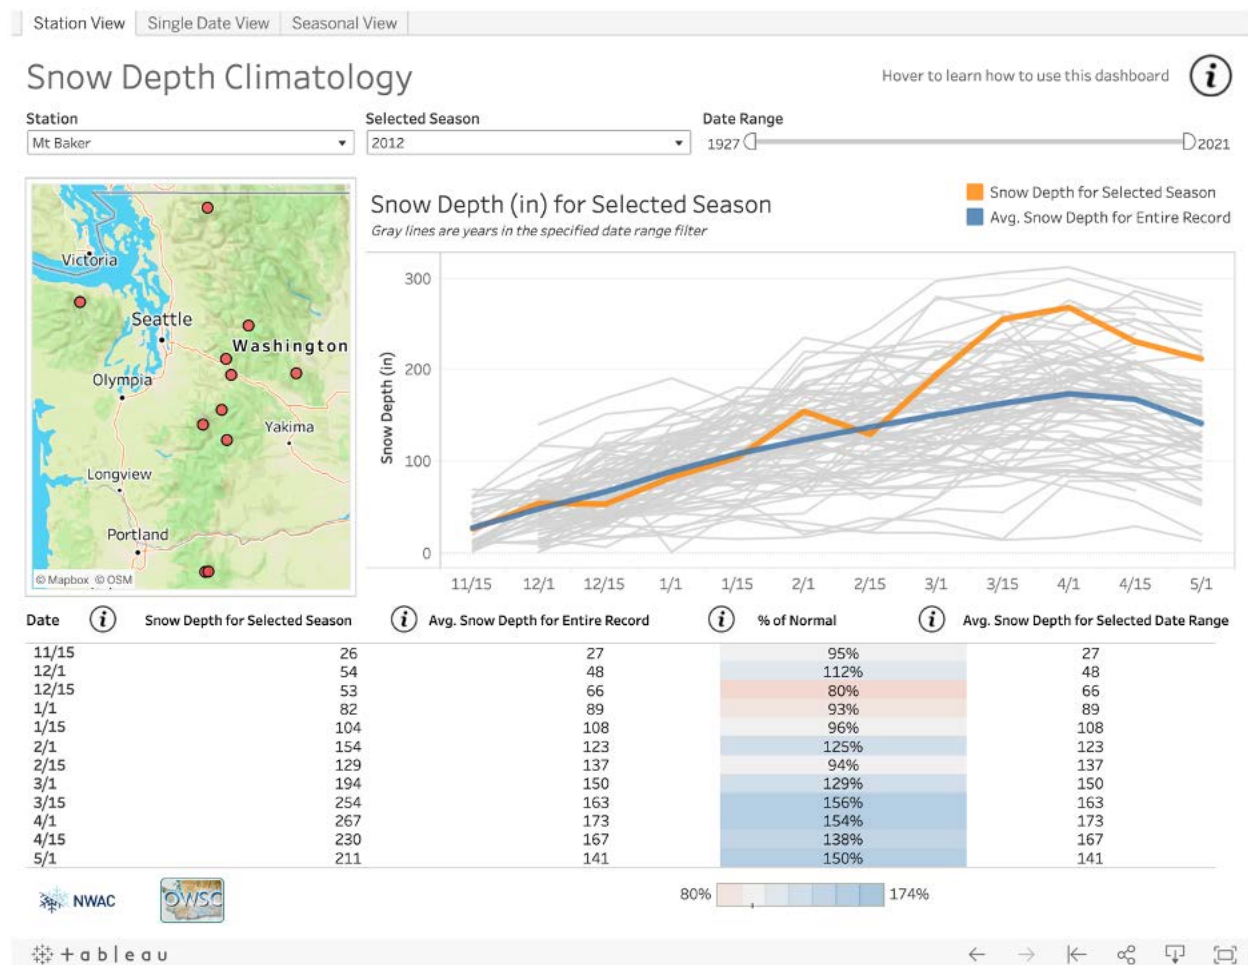 Station View Single Date View Seasonal View
Snow Depth Climatology
Hover to learn how to use this dashboard i
Station Selected Season Date Range
Mt Baker 2012 1927 2021
Victoria
Seattle
Washington
Olympia
Yakima
Longview
Portland
© Mapbox © OSM
Snow Depth (in) for Selected Season
Gray lines are years in the specified date range filter
Snow Depth for Selected Season
Avg. Snow Depth for Entire Record
Snow Depth (in)
300
200
100
0
11/15 12/1 12/15 1/1 1/15 2/1 2/15 3/1 3/15 4/1 4/15 5/1
Date i Snow Depth for Selected Season i Avg. Snow Depth for Entire Record i % of Normal i Avg. Snow Depth for Selected Date Range
11/15 26 27 95% 27
12/1 54 48 112% 48
12/15 53 66 80% 66
1/1 82 89 93% 89
1/15 104 108 96% 108
2/1 154 123 125% 123
2/15 129 137 94% 137
3/1 194 150 129% 150
3/15 254 163 156% 163
4/1 267 173 154% 173
4/15 230 167 138% 167
5/1 211 141 150% 141
NWAC OWSC 80% 174%
+ a b l e a u